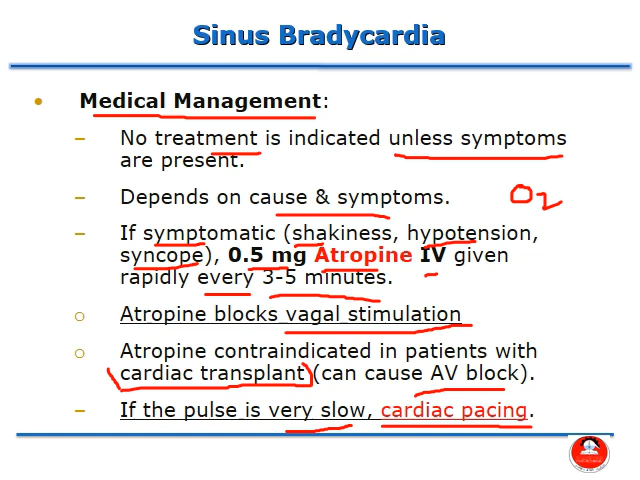 Sinus Bradycardia
• Medical Management:
– No treatment is indicated unless symptoms
are present.
– Depends on cause & symptoms. O2
– If symptomatic (shakiness, hypotension,
syncope), 0.5 mg Atropine IV given
rapidly every 3-5 minutes.
o Atropine blocks vagal stimulation
o Atropine contraindicated in patients with
cardiac transplant (can cause AV block).
– If the pulse is very slow, cardiac pacing.